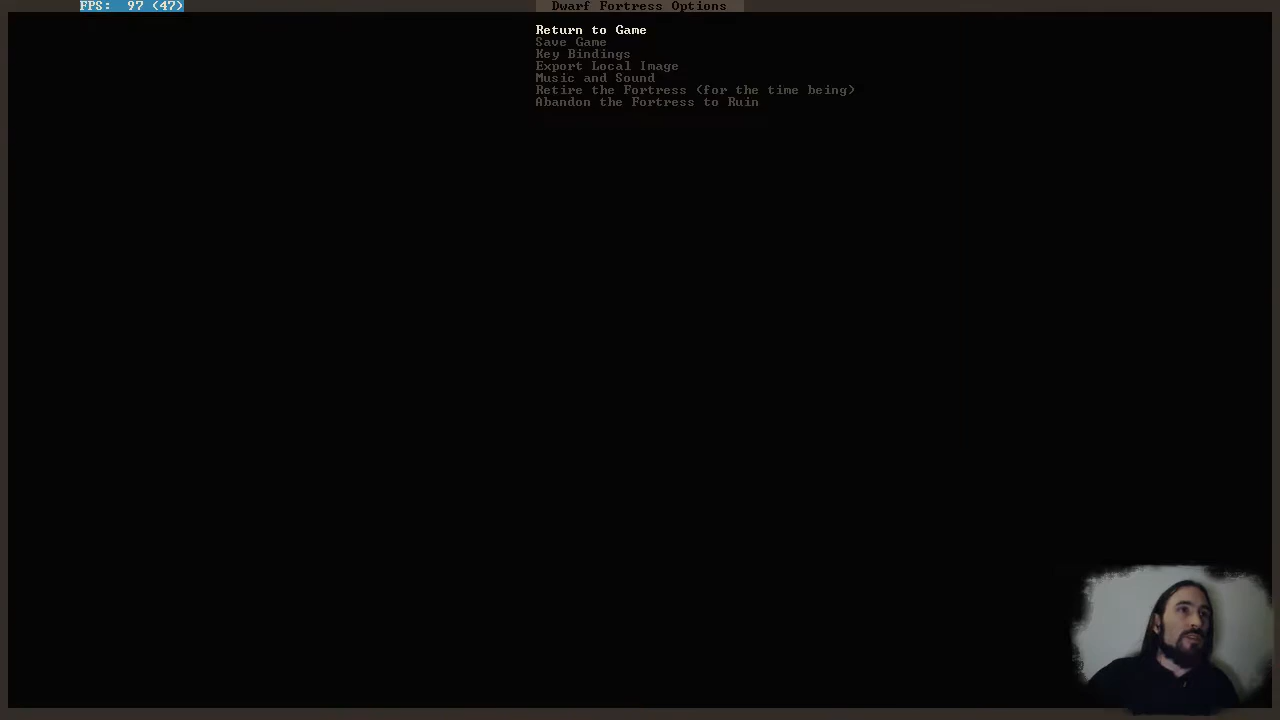 FPS: 97 (47)
Dwarf Fortress Options
Return to Game
Save Game
Key Bindings
Export Local Image
Music and Sound
Retire the Fortress (for the time being)
Abandon the Fortress to Ruin